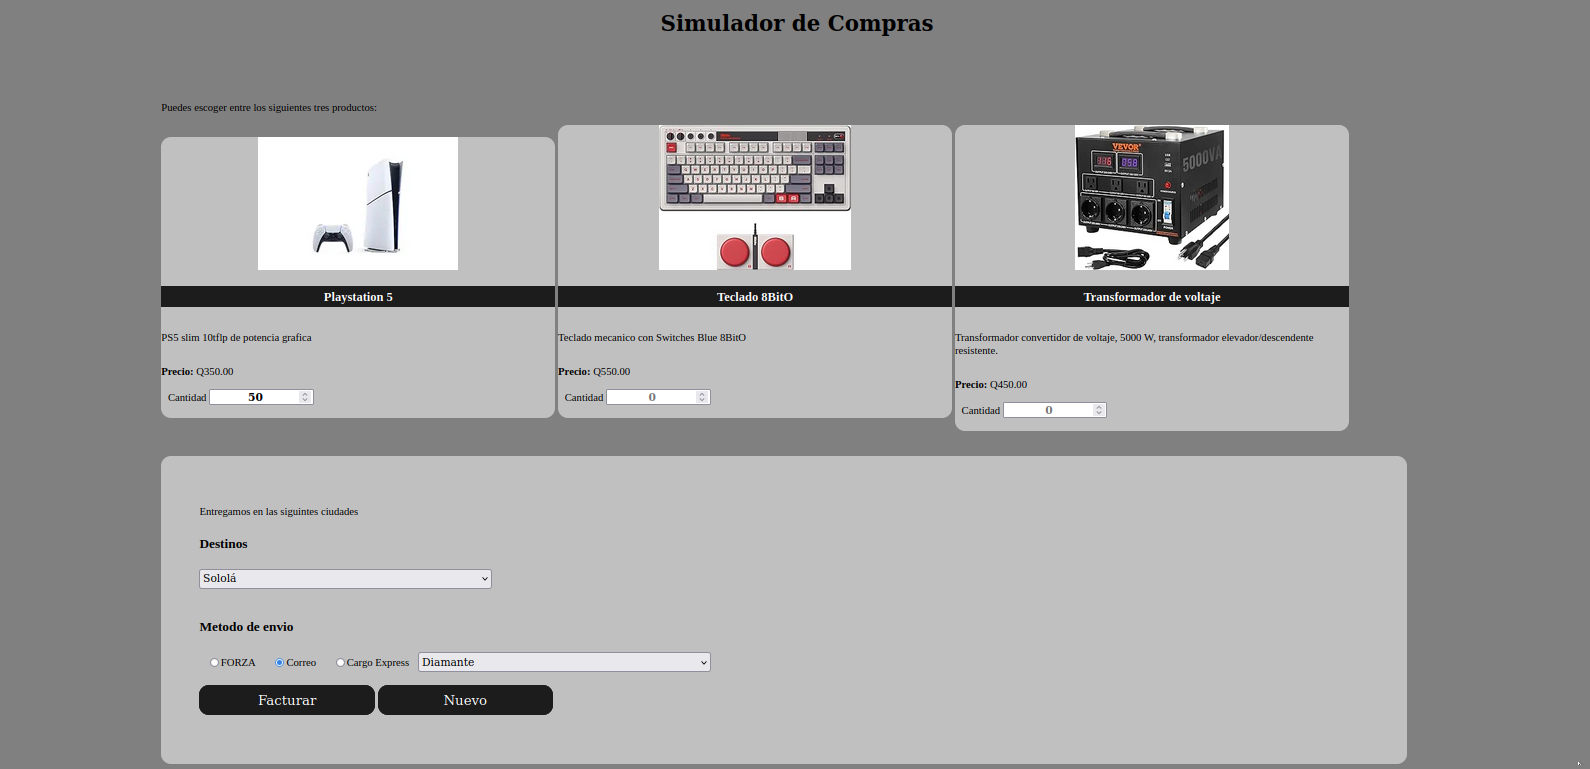 Simulador de Compras
Puedes escoger entre los siguientes tres productos:
VEVOR
5000VA
Playstation 5
Teclado 8BitO
Transformador de voltaje
PS5 slim 10tflp de potencia grafica
Teclado mecanico con Switches Blue 8BitO
Transformador convertidor de voltaje, 5000 W, transformador elevador/descendente
resistente.
Precio: Q350.00
Precio: Q550.00
Precio: Q450.00
Cantidad 50
Cantidad 0
Cantidad 0
Entregamos en las siguintes ciudades
Destinos
Sololá
Metodo de envio
FORZA Correo Cargo Express Diamante
Facturar Nuevo